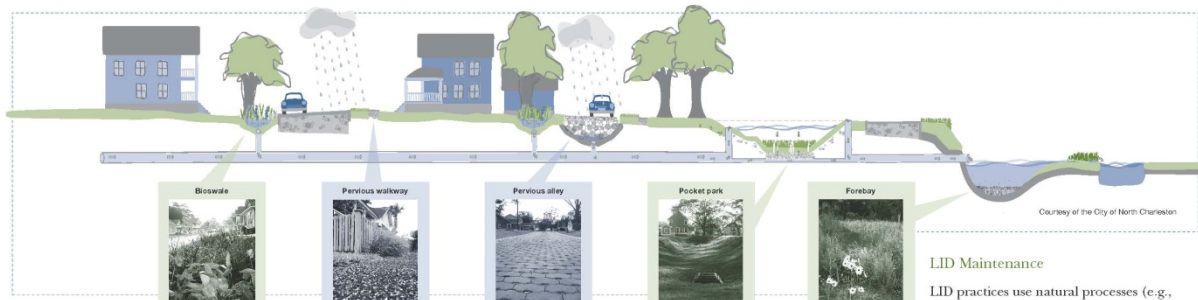 Bioswale
Pervious walkway
Pervious alley
Pocket park
Forebay
Courtesy of the City of North Charleston
LID Maintenance
LID practices use natural processes (e.g.,